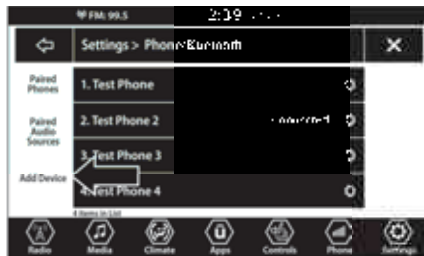 FM: 99.5
2:39
Settings > Phone/Bluetooth
X
Paired Phones
1. Test Phone
Paired Audio Sources
2. Test Phone 2 connected
3. Test Phone 3
Add Device
4. Test Phone 4
4 items in List
Radio Media Climate Apps Controls Phone Settings